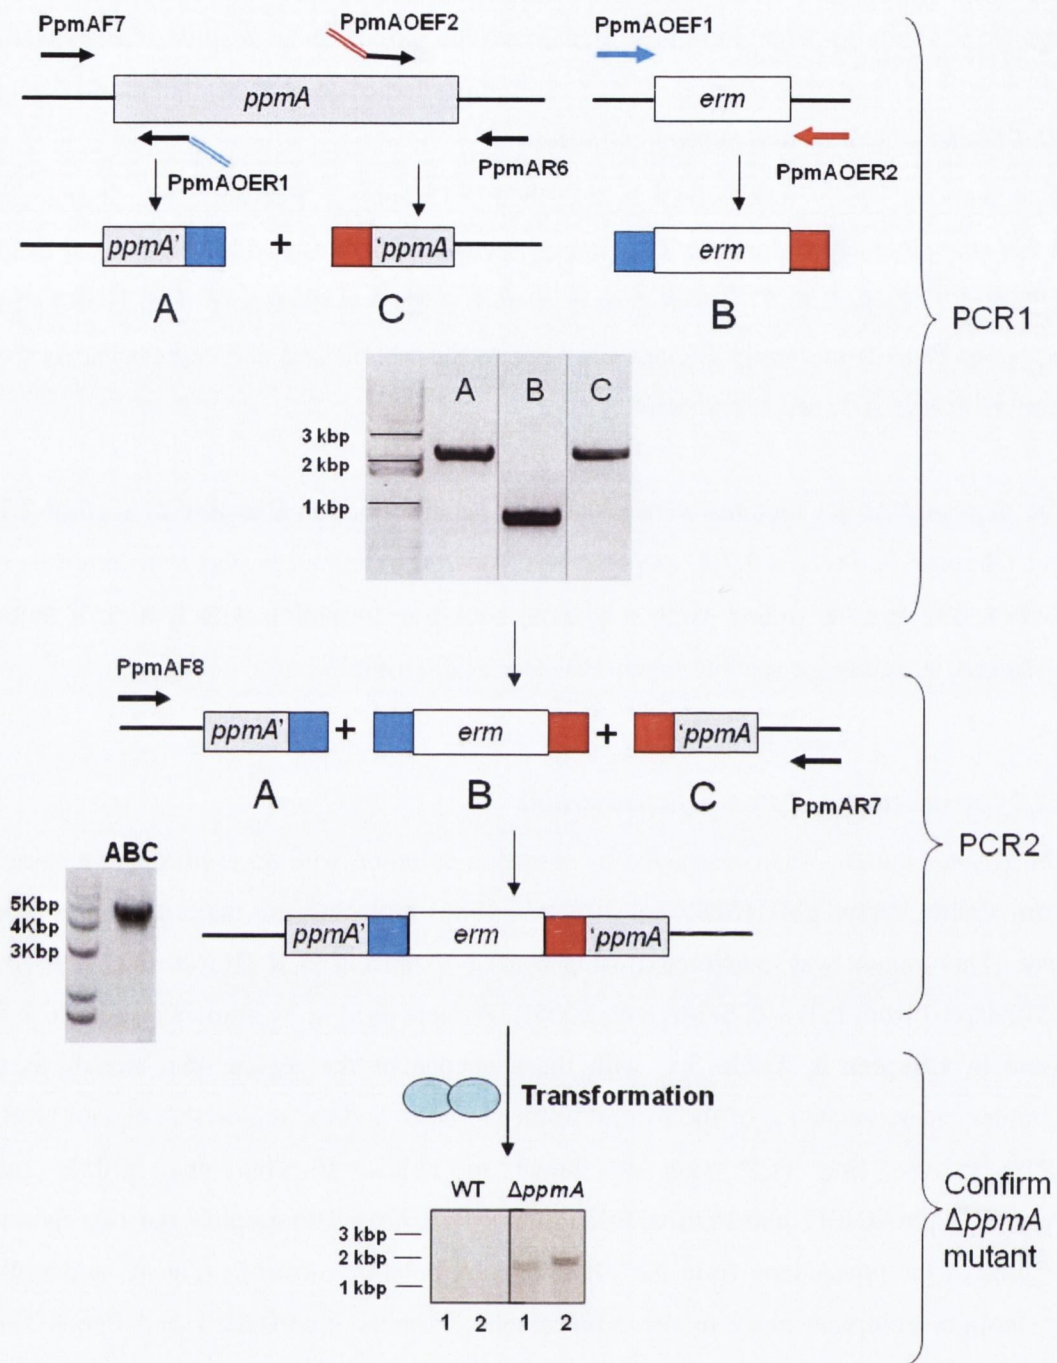 PpmAF7
PpmAOEF2
PpmAOEF1
ppmA
erm
PpmAOER1
PpmAR6
PpmAOER2
ppmA'
+
'ppmA
erm
A
C
B
PCR1
A
B
C
3 kbp
2 kbp
1 kbp
PpmAF8
ppmA'
+
erm
+
'ppmA
A
B
C
PpmAR7
PCR2
ABC
5Kbp
4Kbp
3Kbp
ppmA'
erm
'ppmA
Transformation
WT
ΔppmA
3 kbp
2 kbp
1 kbp
1
2
1
2
Confirm
ΔppmA
mutant